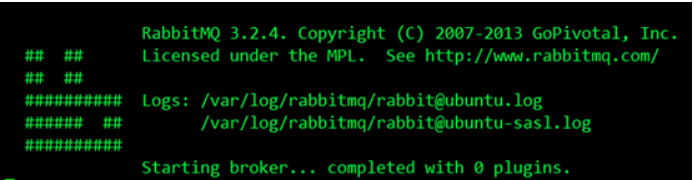 RabbitMQ 3.2.4. Copyright (C) 2007-2013 GoPivotal, Inc.
  ##  ##      Licensed under the MPL.  See http://www.rabbitmq.com/
  ##  ##
  ##########  Logs: /var/log/rabbitmq/rabbit@ubuntu.log
  ######  ##        /var/log/rabbitmq/rabbit@ubuntu-sasl.log
  ##########
              Starting broker... completed with 0 plugins.